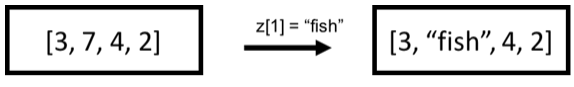 [3, 7, 4, 2]
z[1] = “fish”
[3, “fish”, 4, 2]